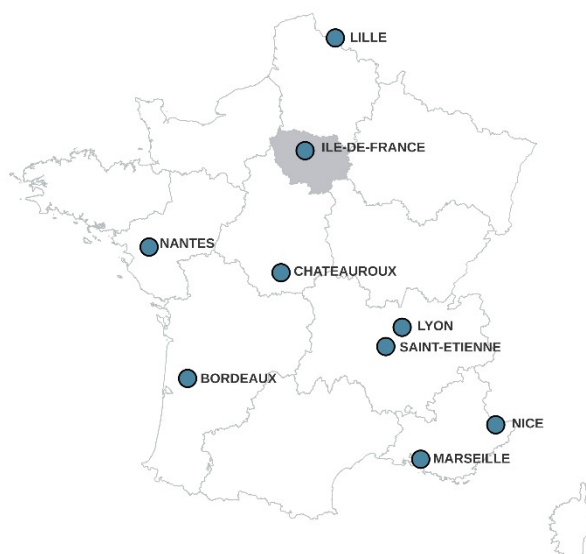 LILLE
ILE-DE-FRANCE
NANTES
CHATEAUROUX
LYON
SAINT-ETIENNE
BORDEAUX
NICE
MARSEILLE